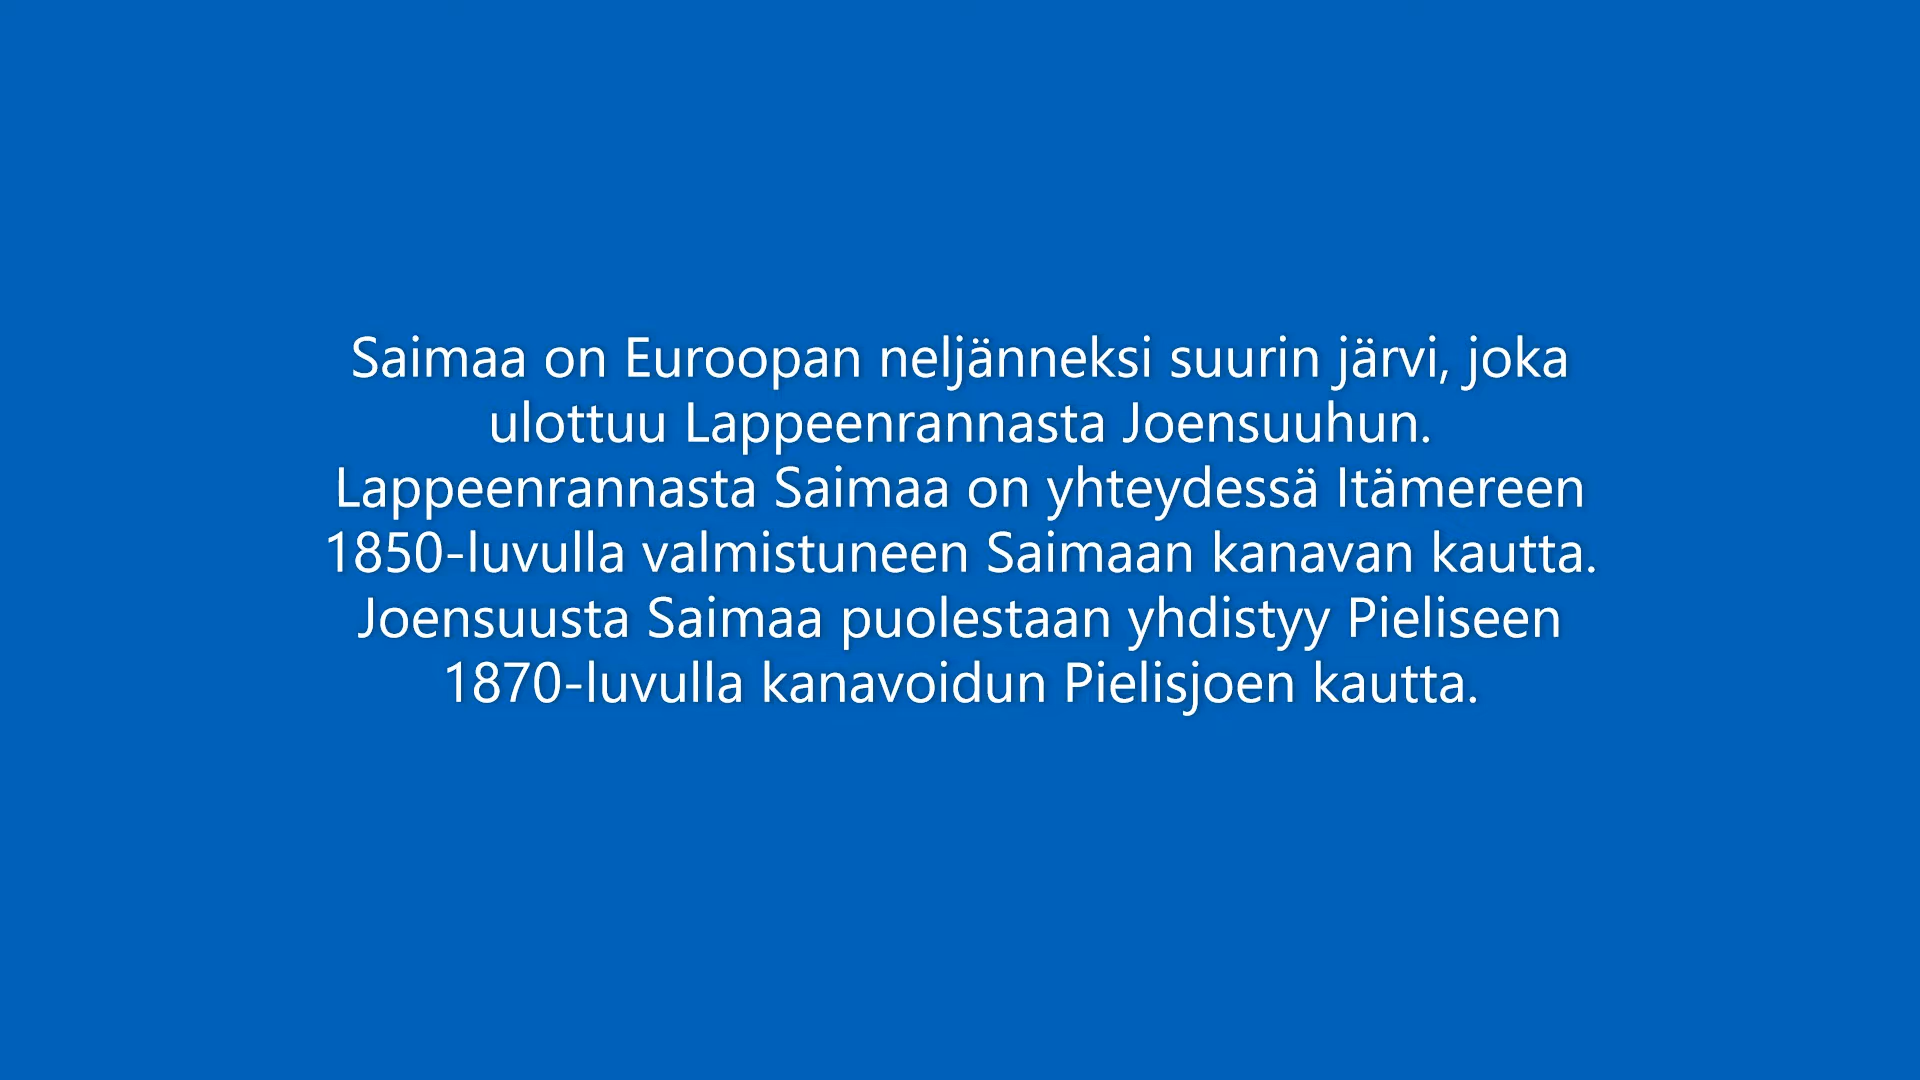 Saimaa on Euroopan neljänneksi suurin järvi, joka
ulottuu Lappeenrannasta Joensuuhun.
Lappeenrannasta Saimaa on yhteydessä Itämereen
1850-luvulla valmistuneen Saimaan kanavan kautta.
Joensuusta Saimaa puolestaan yhdistyy Pieliseen
1870-luvulla kanavoidun Pielisjoen kautta.